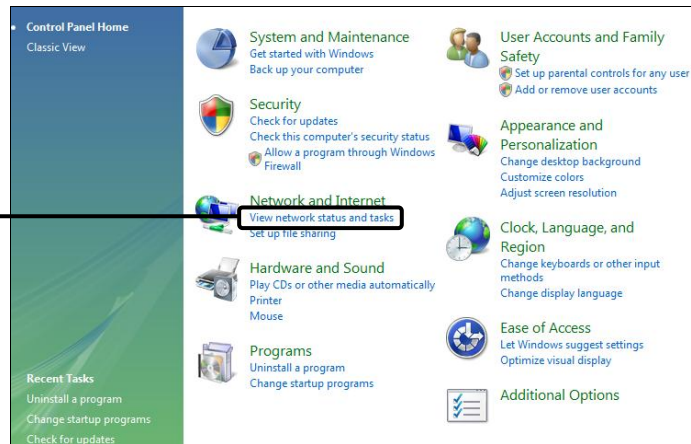 Control Panel Home
Classic View
System and Maintenance
Get started with Windows
Back up your computer
Security
Check for updates
Check this computer's security status
Allow a program through Windows
Firewall
Network and Internet
View network status and tasks
Set up file sharing
Hardware and Sound
Play CDs or other media automatically
Printer
Mouse
Programs
Uninstall a program
Change startup programs
User Accounts and Family
Safety
Set up parental controls for any user
Add or remove user accounts
Appearance and
Personalization
Change desktop background
Customize colors
Adjust screen resolution
Clock, Language, and
Region
Change keyboards or other input
methods
Change display language
Ease of Access
Let Windows suggest settings
Optimize visual display
Additional Options
Recent Tasks
Uninstall a program
Change startup programs
Check for updates